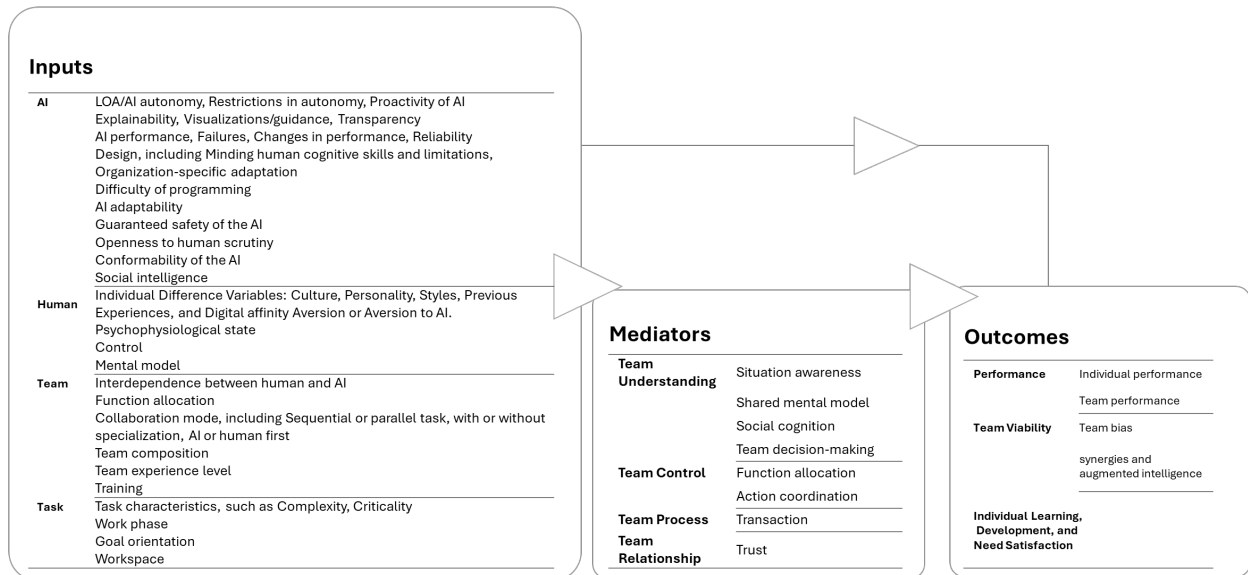 Inputs
AI
LOA/AI autonomy, Restrictions in autonomy, Proactivity of AI
Explainability, Visualizations/guidance, Transparency
AI performance, Failures, Changes in performance, Reliability
Design, including Minding human cognitive skills and limitations,
Organization-specific adaptation
Difficulty of programming
AI adaptability
Guaranteed safety of the AI
Openness to human scrutiny
Conformability of the AI
Social intelligence
Human
Individual Difference Variables: Culture, Personality, Styles, Previous
Experiences, and Digital affinity Aversion or Aversion to AI.
Psychophysiological state
Control
Mental model
Team
Interdependence between human and AI
Function allocation
Collaboration mode, including Sequential or parallel task, with or without
specialization, AI or human first
Team composition
Team experience level
Training
Task
Task characteristics, such as Complexity, Criticality
Work phase
Goal orientation
Workspace
Mediators
Team
Understanding
Situation awareness
Shared mental model
Social cognition
Team decision-making
Team Control
Function allocation
Action coordination
Team Process
Transaction
Team
Relationship
Trust
Outcomes
Performance
Individual performance
Team performance
Team Viability
Team bias
synergies and
augmented intelligence
Individual Learning,
Development, and
Need Satisfaction